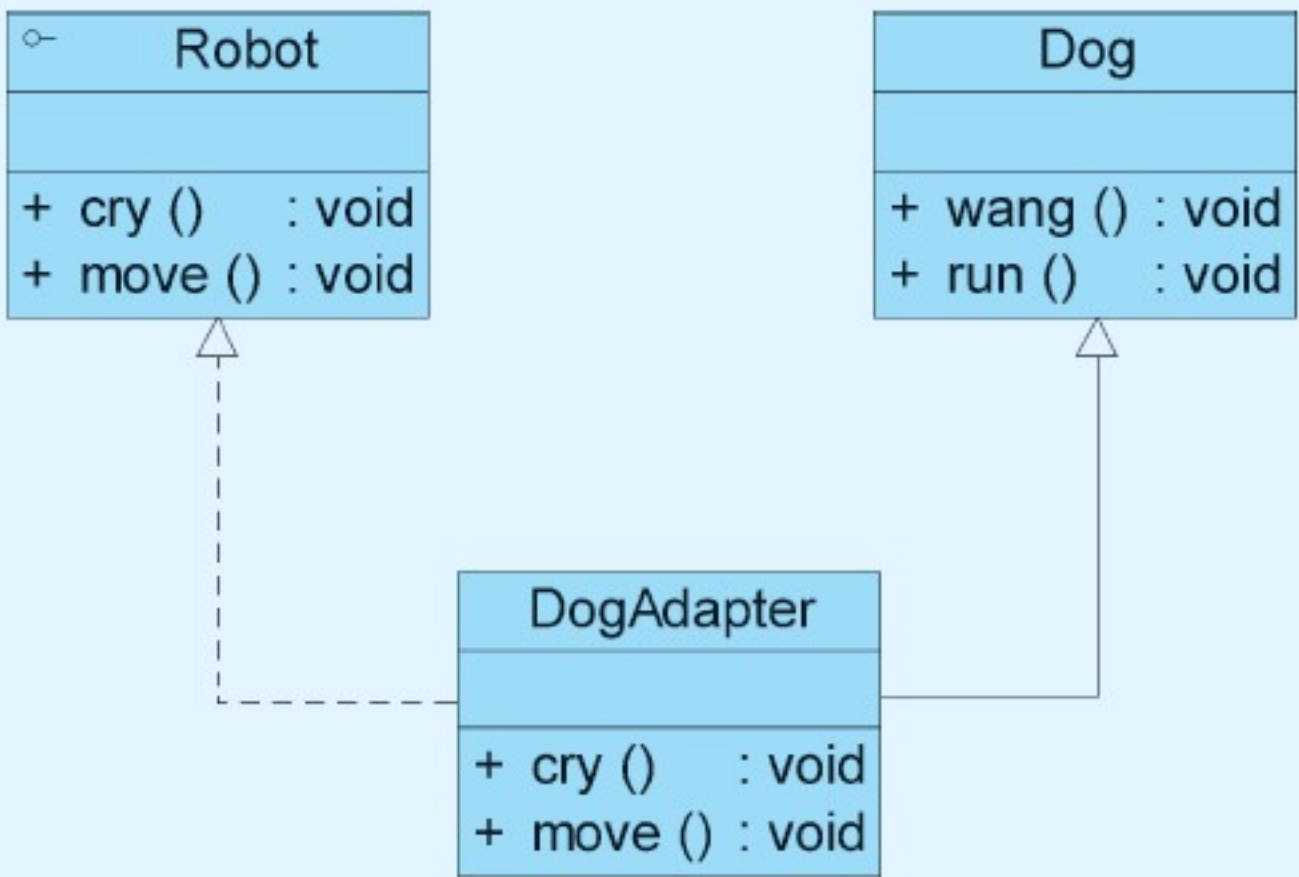 Robot
+ cry () : void
+ move () : void
Dog
+ wang () : void
+ run () : void
DogAdapter
+ cry () : void
+ move () : void